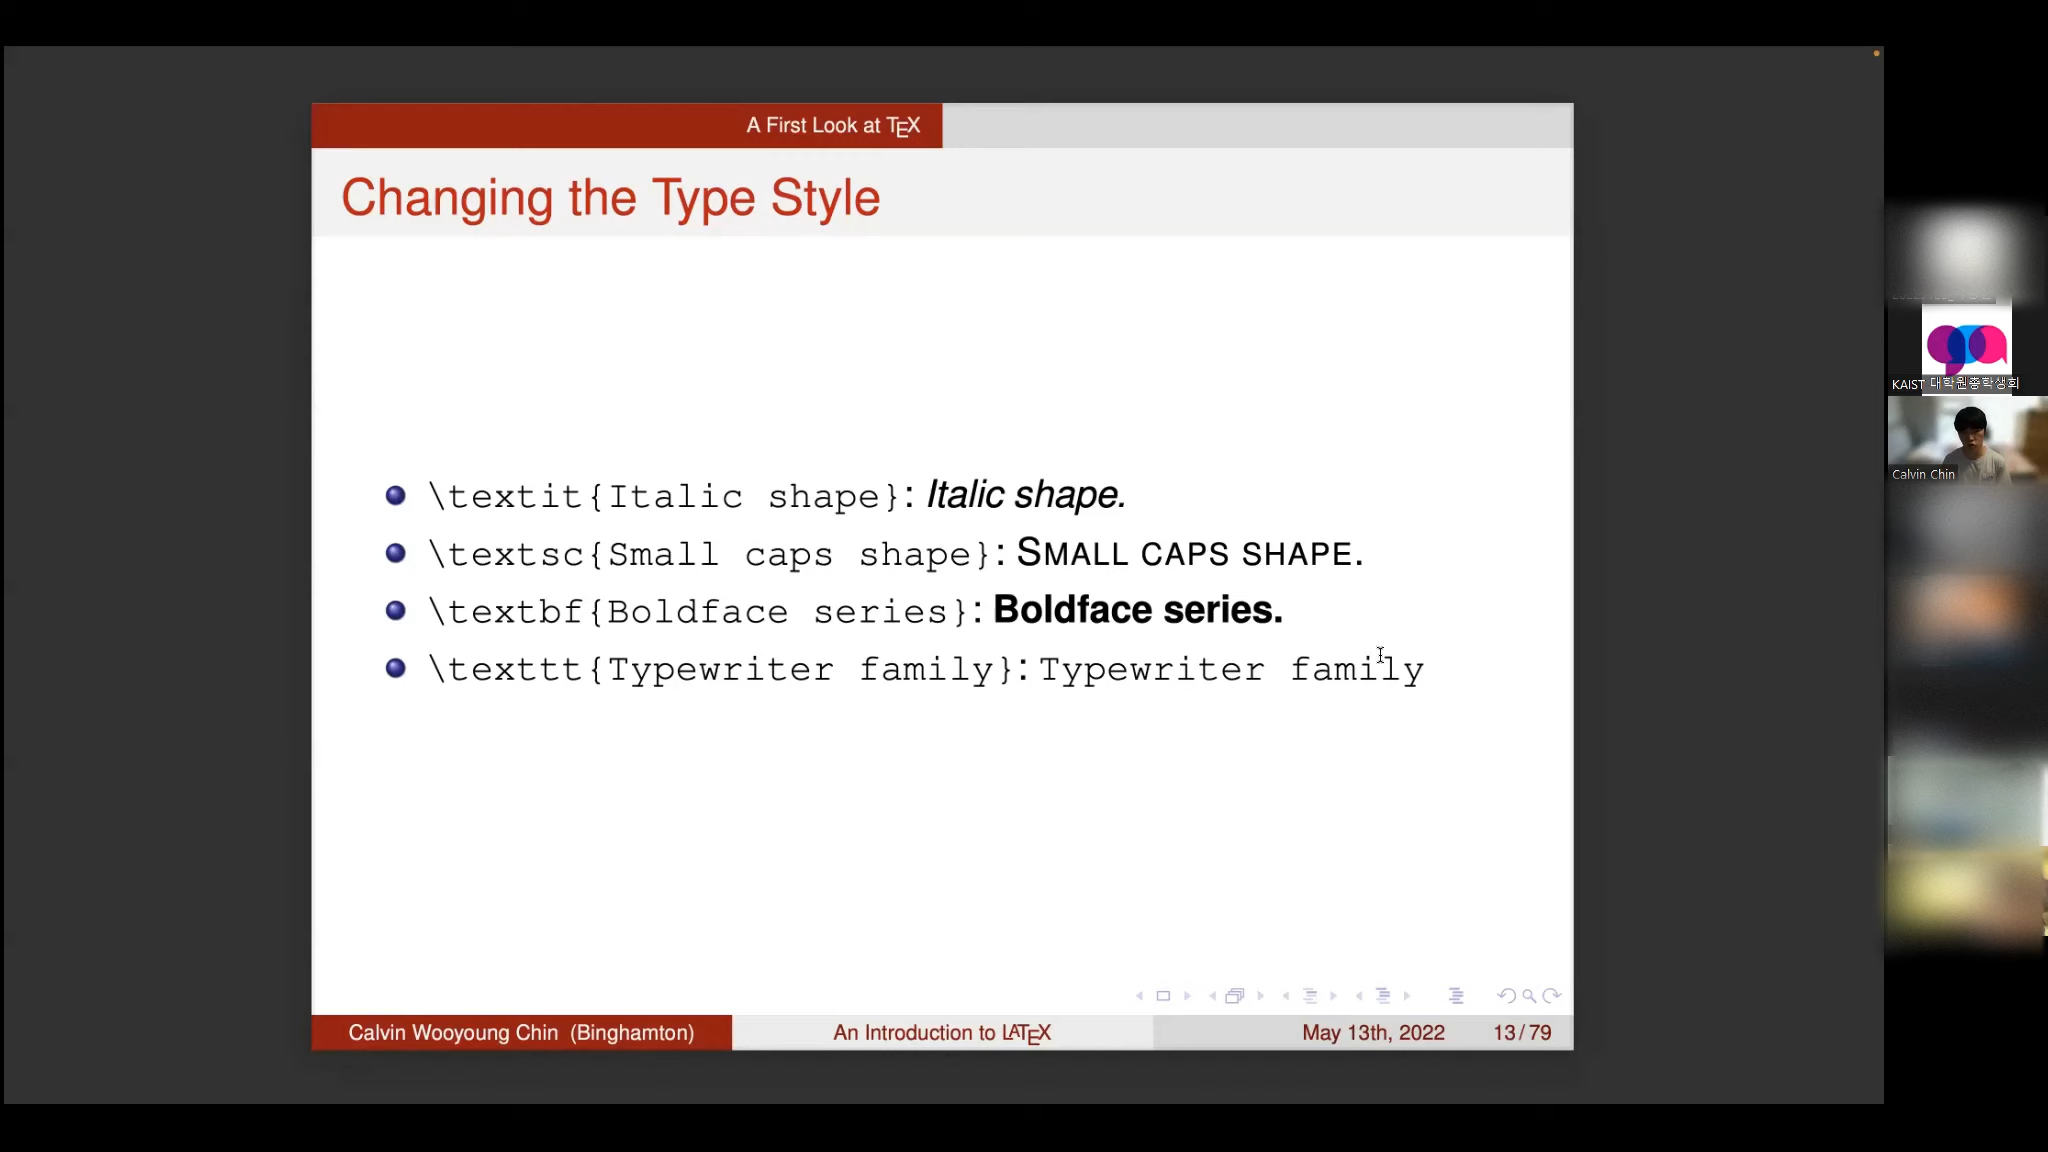 A First Look at TEX
Changing the Type Style
\textit{Italic shape}: Italic shape.
\textsc{Small caps shape}: SMALL CAPS SHAPE.
\textbf{Boldface series}: Boldface series.
\texttt{Typewriter family}: Typewriter family
Calvin Wooyoung Chin (Binghamton)
An Introduction to LATEX
May 13th, 2022
13/79
KAIST 대학원총학생회
Calvin Chin